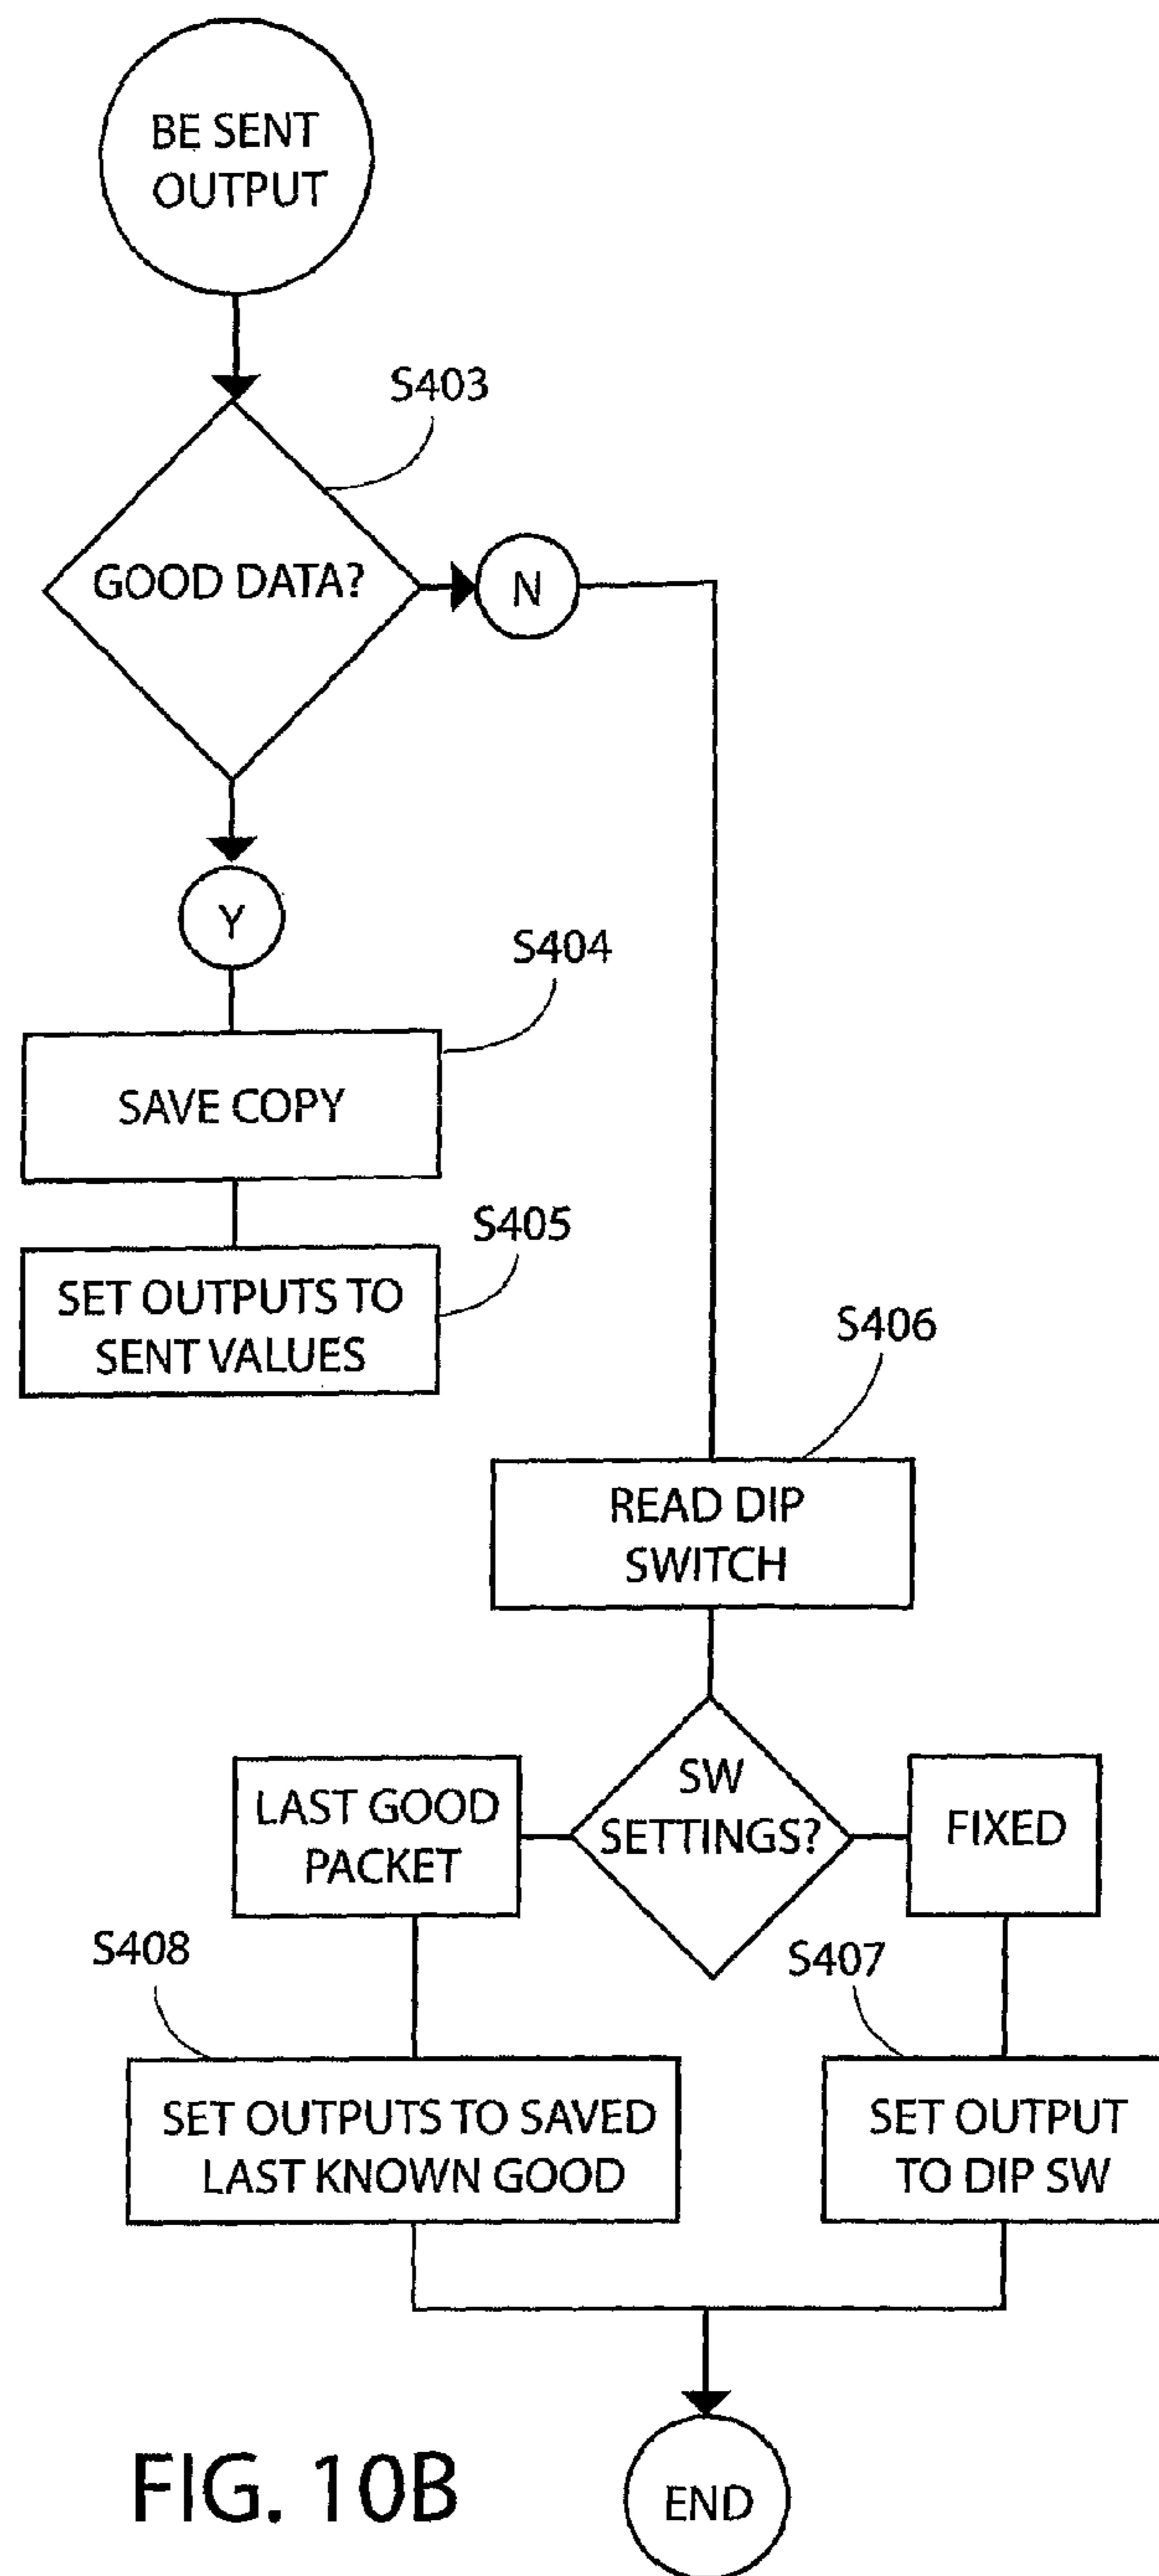 BE SENT
OUTPUT
S403
GOOD DATA?
N
Y
S404
SAVE COPY
S405
SET OUTPUTS TO
SENT VALUES
S406
READ DIP
SWITCH
SW
SETTINGS?
LAST GOOD
PACKET
FIXED
S408
S407
SET OUTPUTS TO SAVED
LAST KNOWN GOOD
SET OUTPUT
TO DIP SW
END
FIG. 10B